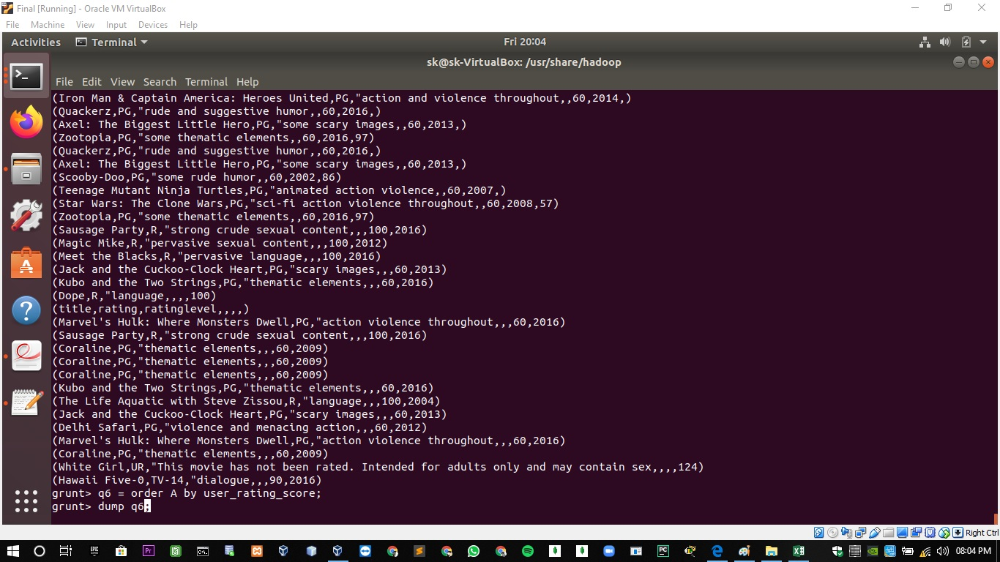 Final [Running] - Oracle VM VirtualBox
File Machine View Input Devices Help
Activities Terminal Fri 20:04
sk@sk-VirtualBox: /usr/share/hadoop
File Edit View Search Terminal Help
(Iron Man & Captain America: Heroes United,PG,"action and violence throughout,,60,2014,)
(Quackerz,PG,"rude and suggestive humor,,60,2016,)
(Axel: The Biggest Little Hero,PG,"some scary images,,60,2013,)
(Zootopia,PG,"some thematic elements,,60,2016,97)
(Quackerz,PG,"rude and suggestive humor,,60,2016,)
(Axel: The Biggest Little Hero,PG,"some scary images,,60,2013,)
(Scooby-Doo,PG,"some rude humor,,60,2002,86)
(Teenage Mutant Ninja Turtles,PG,"animated action violence,,60,2007,)
(Star Wars: The Clone Wars,PG,"sci-fi action violence throughout,,60,2008,57)
(Zootopia,PG,"some thematic elements,,60,2016,97)
(Sausage Party,R,"strong crude sexual content,,,100,2016)
(Magic Mike,R,"pervasive sexual content,,,100,2012)
(Meet the Blacks,R,"pervasive language,,,100,2016)
(Jack and the Cuckoo-Clock Heart,PG,"scary images,,,60,2013)
(Kubo and the Two Strings,PG,"thematic elements,,,60,2016)
(Dope,R,"language,,,,100)
(title,rating,ratinglevel,,,,)
(Marvel's Hulk: Where Monsters Dwell,PG,"action violence throughout,,,60,2016)
(Sausage Party,R,"strong crude sexual content,,,100,2016)
(Coraline,PG,"thematic elements,,,60,2009)
(Coraline,PG,"thematic elements,,,60,2009)
(Coraline,PG,"thematic elements,,,60,2009)
(Kubo and the Two Strings,PG,"thematic elements,,,60,2016)
(The Life Aquatic with Steve Zissou,R,"language,,,100,2004)
(Jack and the Cuckoo-Clock Heart,PG,"scary images,,,60,2013)
(Delhi Safari,PG,"violence and menacing action,,,60,2012)
(Marvel's Hulk: Where Monsters Dwell,PG,"action violence throughout,,,60,2016)
(Coraline,PG,"thematic elements,,,60,2009)
(White Girl,UR,"This movie has not been rated. Intended for adults only and may contain sex,,,,124)
(Hawaii Five-0,TV-14,"dialogue,,,90,2016)
grunt> q6 = order A by user_rating_score;
grunt> dump q6;
Right Ctrl
08:04 PM